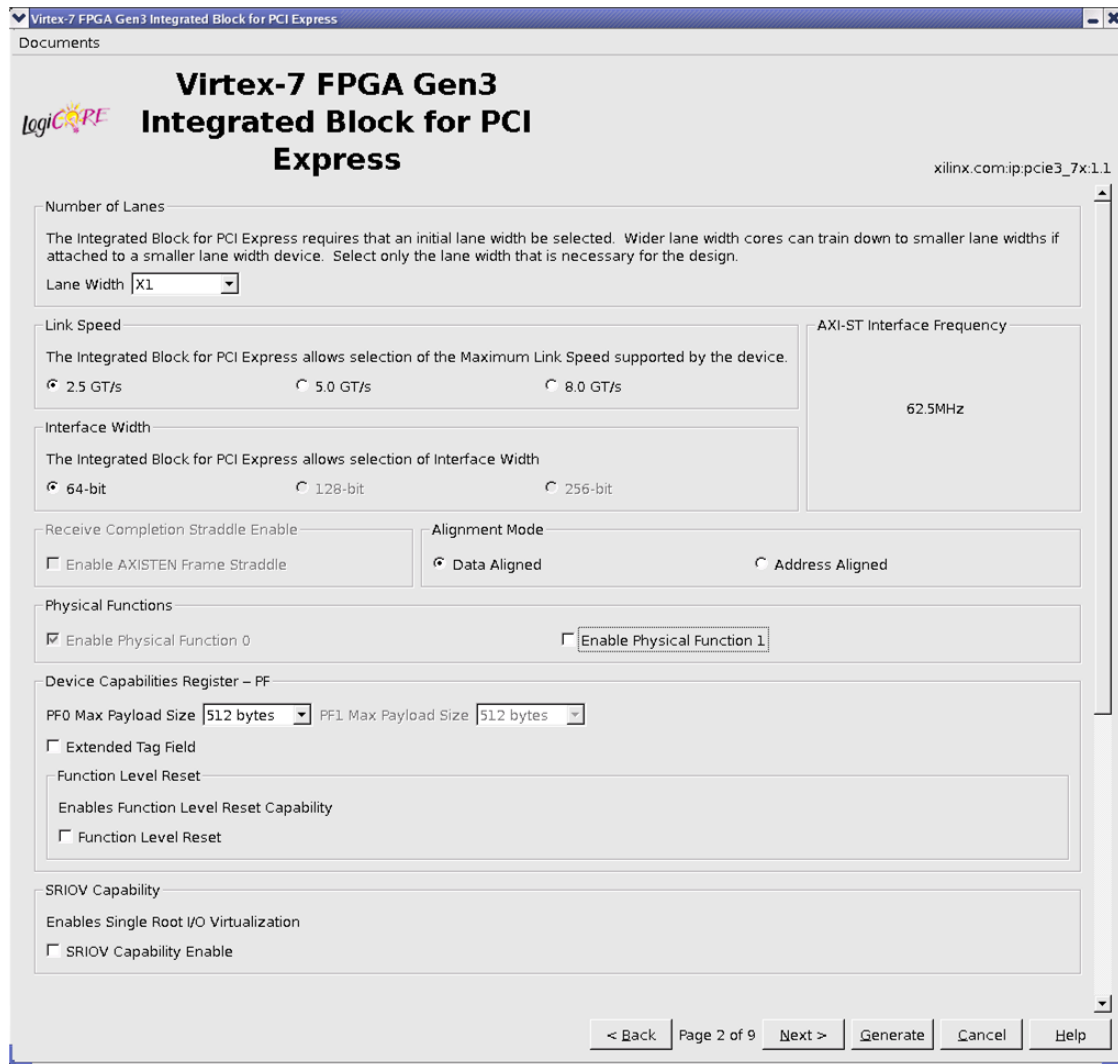 Virtex-7 FPGA Gen3 Integrated Block for PCI Express
Documents
LogiCORE
Virtex-7 FPGA Gen3
Integrated Block for PCI
Express
xilinx.com:ip:pcie3_7x:1.1
Number of Lanes
The Integrated Block for PCI Express requires that an initial lane width be selected. Wider lane width cores can train down to smaller lane widths if
attached to a smaller lane width device. Select only the lane width that is necessary for the design.
Lane Width X1
Link Speed
The Integrated Block for PCI Express allows selection of the Maximum Link Speed supported by the device.
2.5 GT/s 5.0 GT/s 8.0 GT/s
AXI-ST Interface Frequency
62.5MHz
Interface Width
The Integrated Block for PCI Express allows selection of Interface Width
64-bit 128-bit 256-bit
Receive Completion Straddle Enable
Enable AXISTEN Frame Straddle
Alignment Mode
Data Aligned Address Aligned
Physical Functions
Enable Physical Function 0 Enable Physical Function 1
Device Capabilities Register – PF
PF0 Max Payload Size 512 bytes PF1 Max Payload Size 512 bytes
Extended Tag Field
Function Level Reset
Enables Function Level Reset Capability
Function Level Reset
SRIOV Capability
Enables Single Root I/O Virtualization
SRIOV Capability Enable
< Back Page 2 of 9 Next > Generate Cancel Help